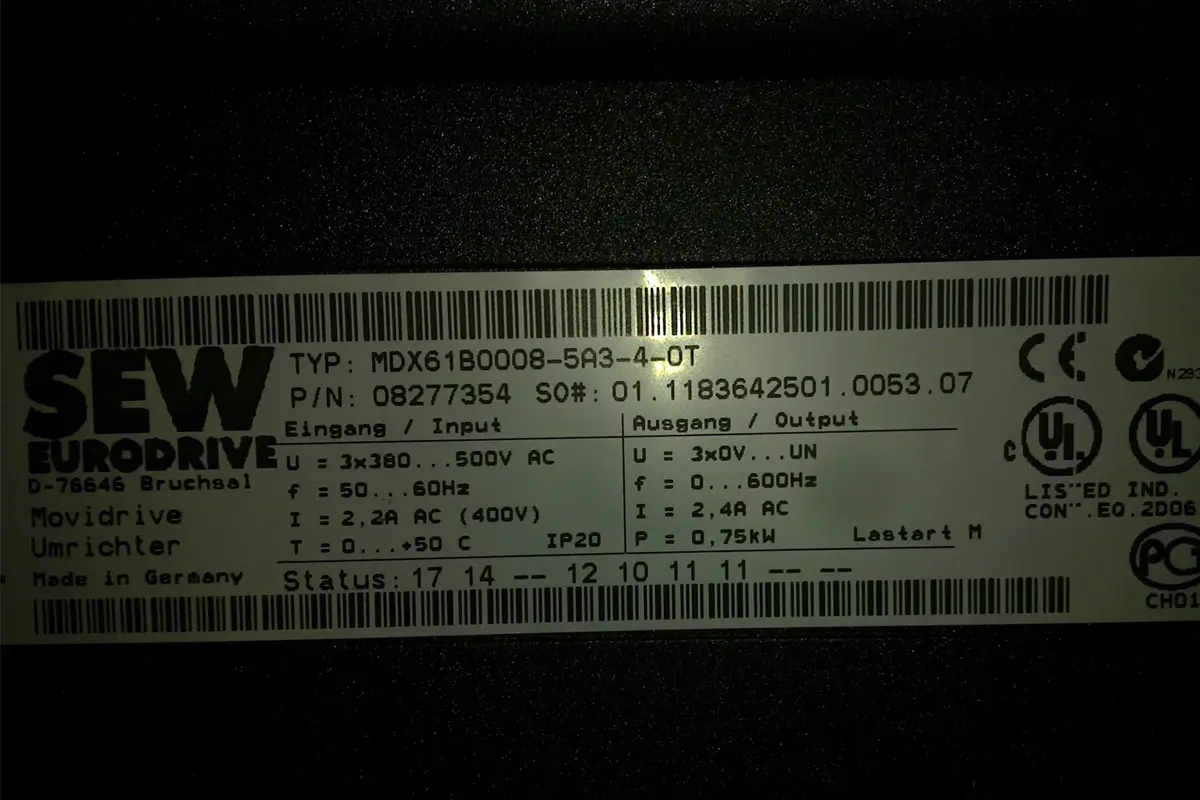 TYP: MDX61B0008-5A3-4-0T
P/N: 08277354 SO#: 01.1183642501.0053.07
SEW
EURODRIVE
D-76646 Bruchsal
Movidrive
Umrichter
Made in Germany
Eingang / Input
U = 3x380...500V AC
f = 50...60Hz
I = 2,2A AC (400V)
T = 0...+50 C IP20
Ausgang / Output
U = 3x0V...UN
f = 0...600Hz
I = 2,4A AC
P = 0,75kW Lastart M
Status: 17 14 -- 12 10 11 11 -- --
CE
N293
C UL UL
LIS¨ED IND.
CON¨.EQ.2D06
PC
CH01